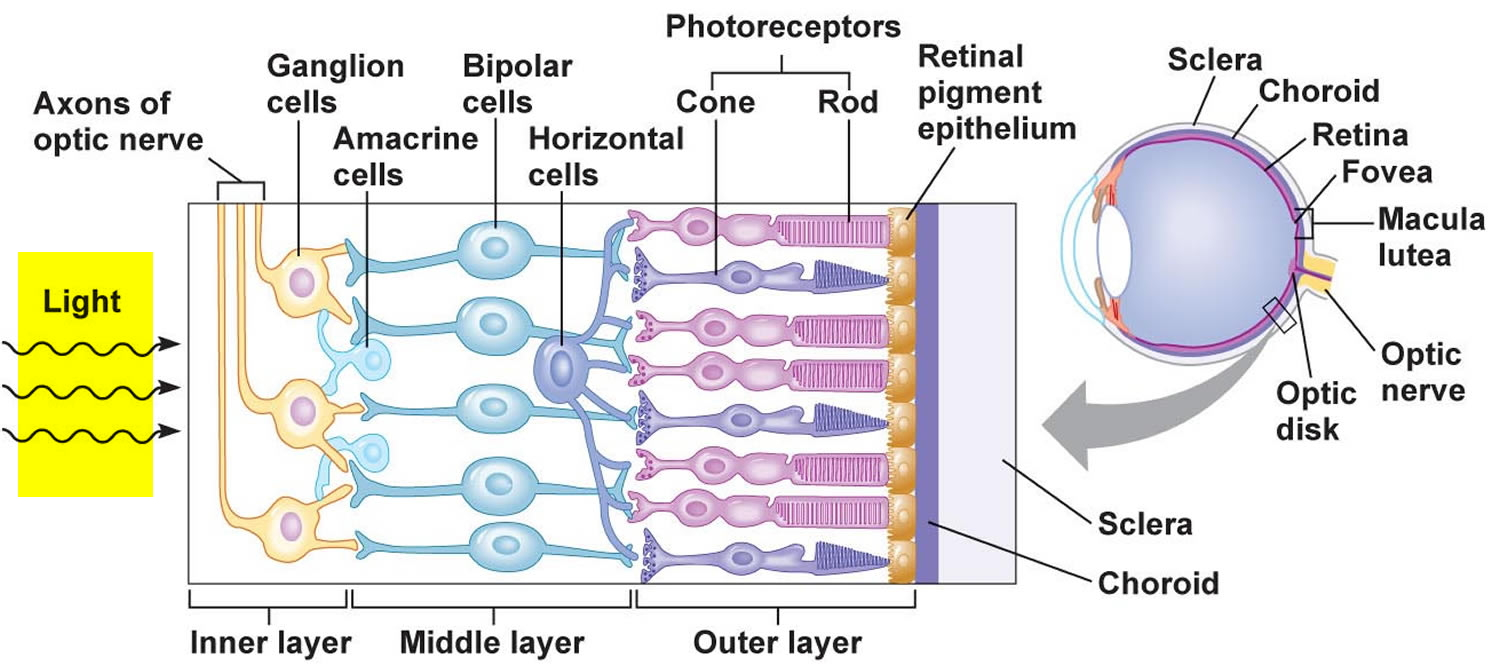 Photoreceptors
Cone
Rod
Ganglion
cells
Bipolar
cells
Retinal
pigment
epithelium
Axons of
optic nerve
Amacrine
cells
Horizontal
cells
Light
Inner layer
Middle layer
Outer layer
Sclera
Choroid
Retina
Fovea
Macula
lutea
Optic
nerve
Optic
disk
Sclera
Choroid